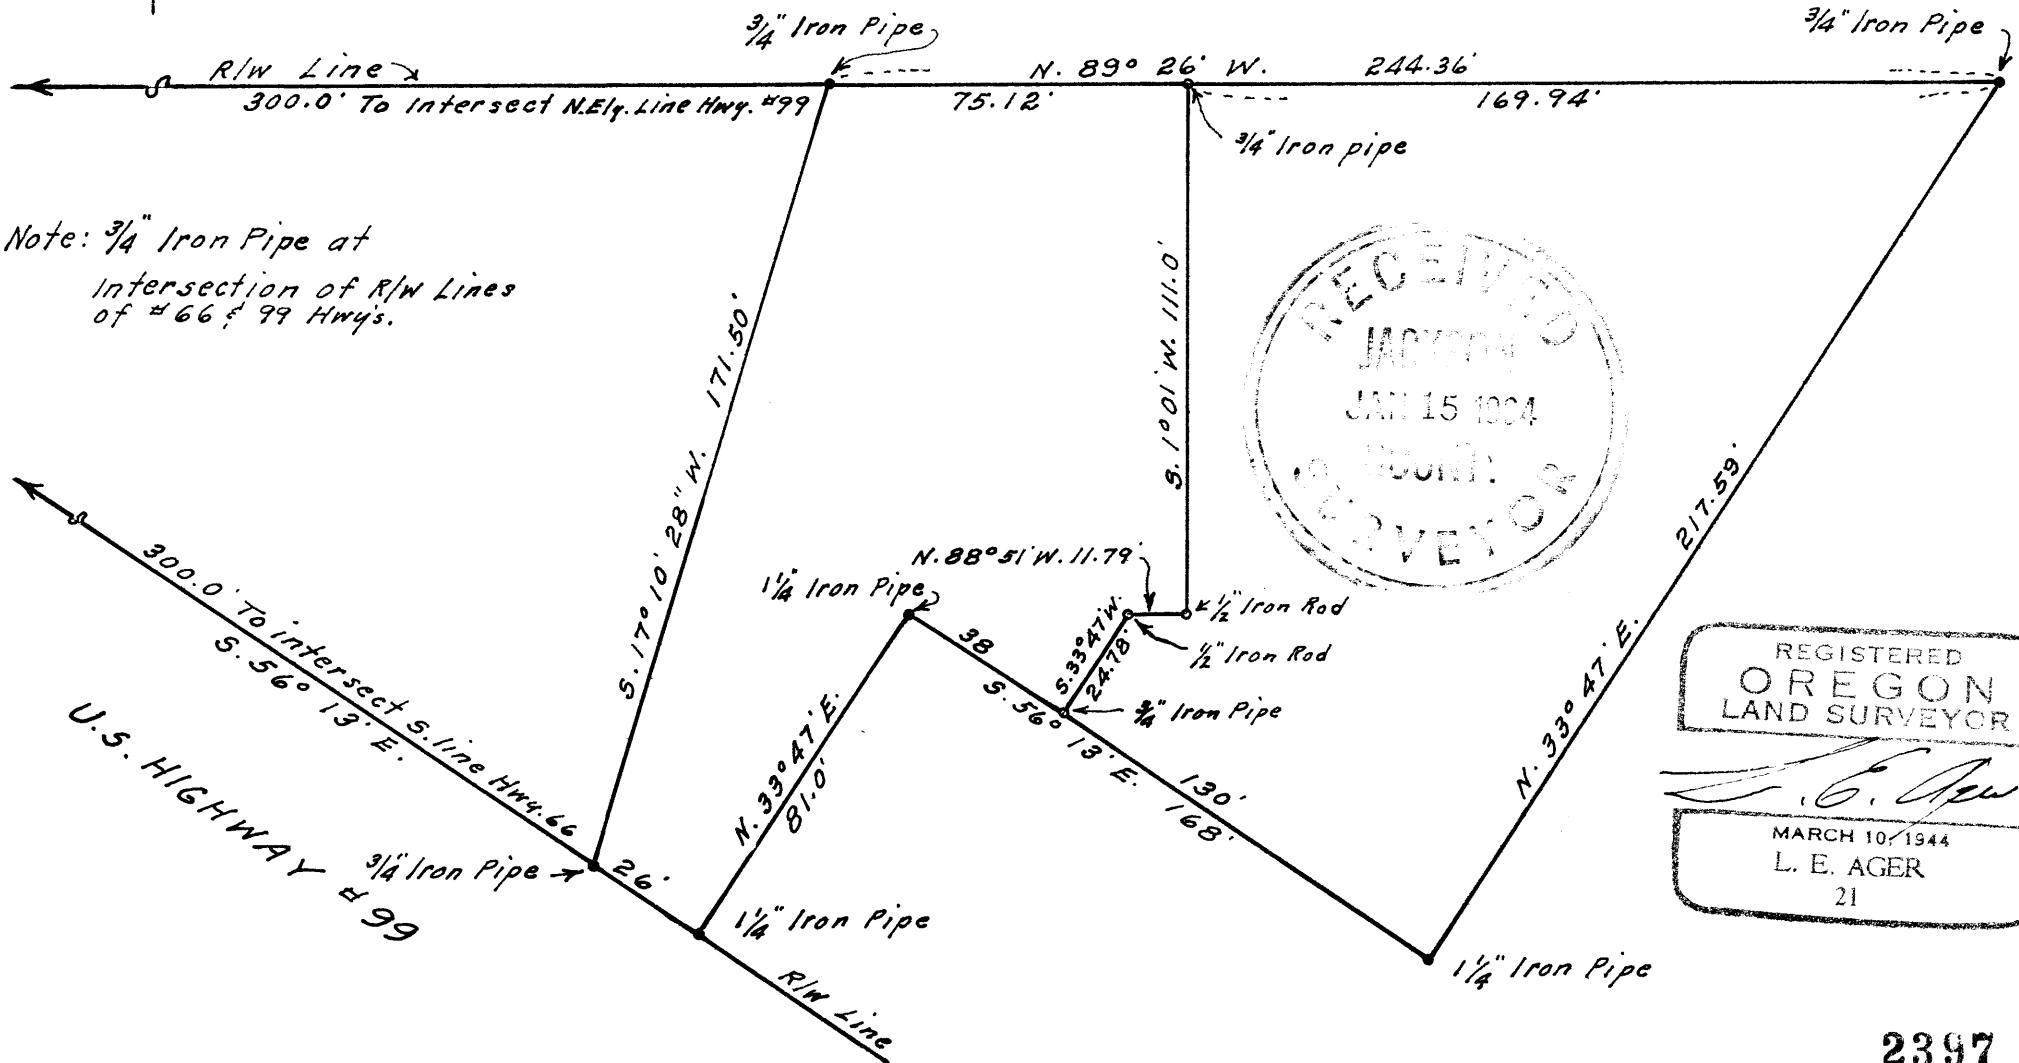 3/4" Iron Pipe
3/4" Iron Pipe
R/W Line
N. 89° 26' W. 244.36'
300.0' To Intersect N.Ely. Line Hwy. #99
75.12'
169.94'
3/4" Iron pipe
Note: 3/4" Iron Pipe at
Intersection of R/W Lines
of #66 & 99 Hwy's.
S. 17° 10' 28" W. 171.50'
S. 1° 01' W. 111.0'
RECEIVED
JACKSON
JAN 15 19
COUNTY
SURVEYOR
N. 33° 47' E. 217.59'
N. 88° 51' W. 11.79'
1 1/4" Iron Pipe
1/2" Iron Rod
1/2" Iron Rod
S. 33° 47' W.
24.78'
3/4" Iron Pipe
38
S. 56° 13' E.
130'
168'
300.0' To intersect S. line Hwy. 66
S. 56° 13' E.
U.S. HIGHWAY #99
N. 33° 47' E.
81.0'
3/4" Iron Pipe
26'
1 1/4" Iron Pipe
R/W Line
1 1/4" Iron Pipe
REGISTERED
OREGON
LAND SURVEYOR
MARCH 10, 1944
L. E. AGER
21
2397